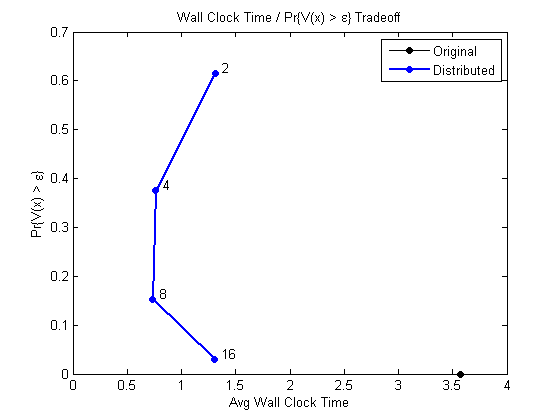 Wall Clock Time / Pr{V(x) > ε} Tradeoff
Original
Distributed
Pr{V(x) > ε}
0.7
0.6
0.5
0.4
0.3
0.2
0.1
0
2
4
8
16
0 0.5 1 1.5 2 2.5 3 3.5 4
Avg Wall Clock Time